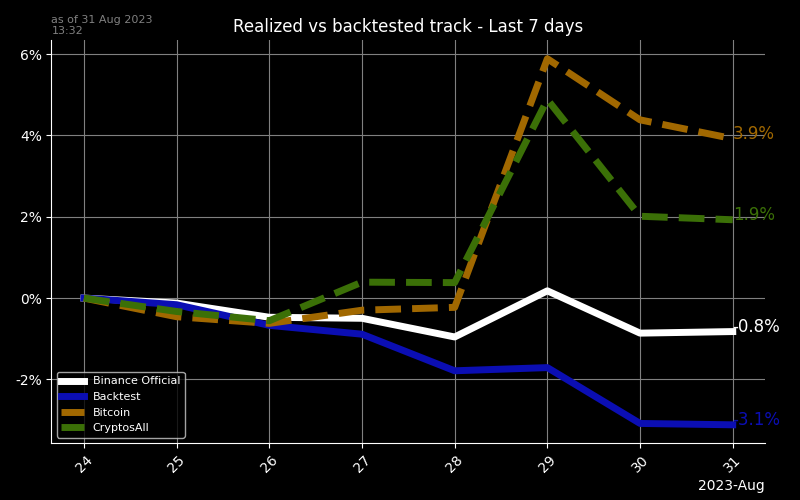 as of 31 Aug 2023
13:32
Realized vs backtested track - Last 7 days
6%
4%
2%
0%
-2%
3.9%
1.9%
-0.8%
-3.1%
Binance Official
Backtest
Bitcoin
CryptosAll
24
25
26
27
28
29
30
31
2023-Aug